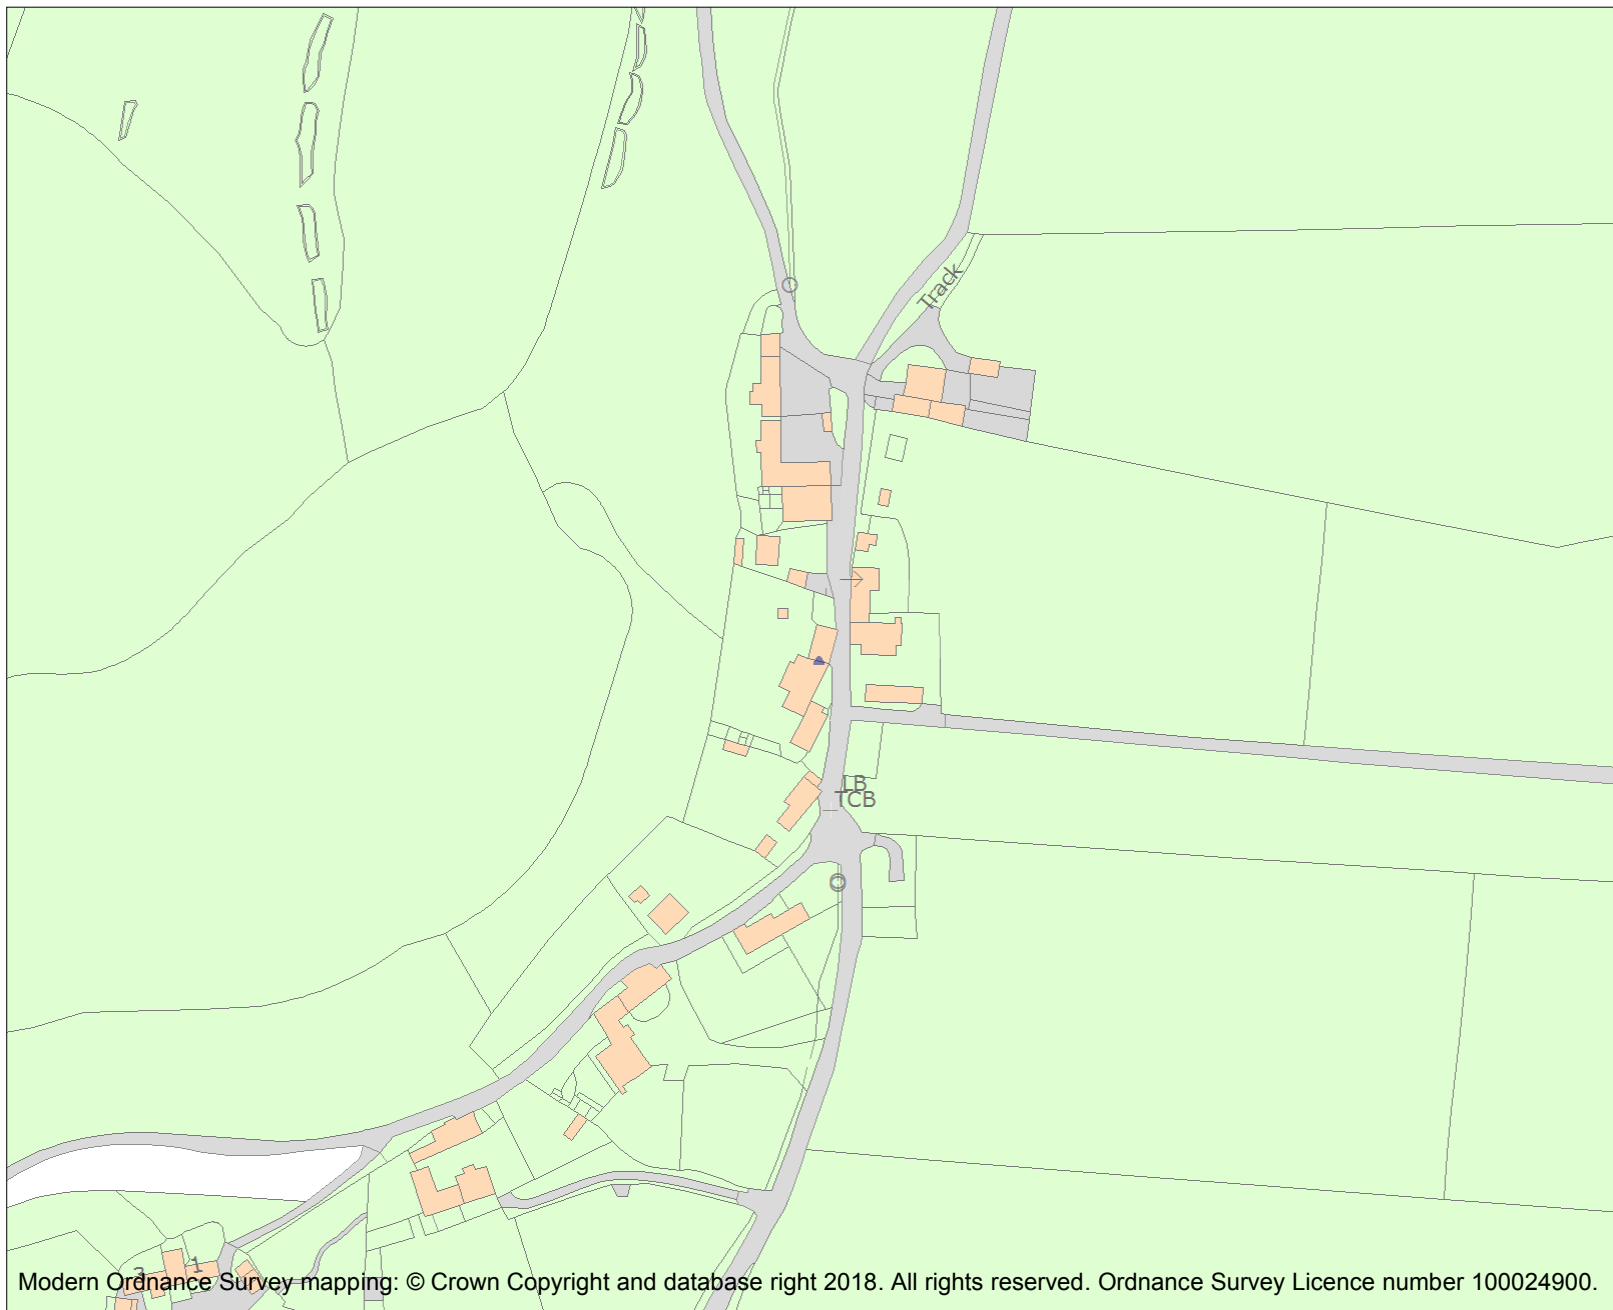 Track
LB
TCB
3
1
Modern Ordnance Survey mapping: © Crown Copyright and database right 2018. All rights reserved. Ordnance Survey Licence number 100024900.